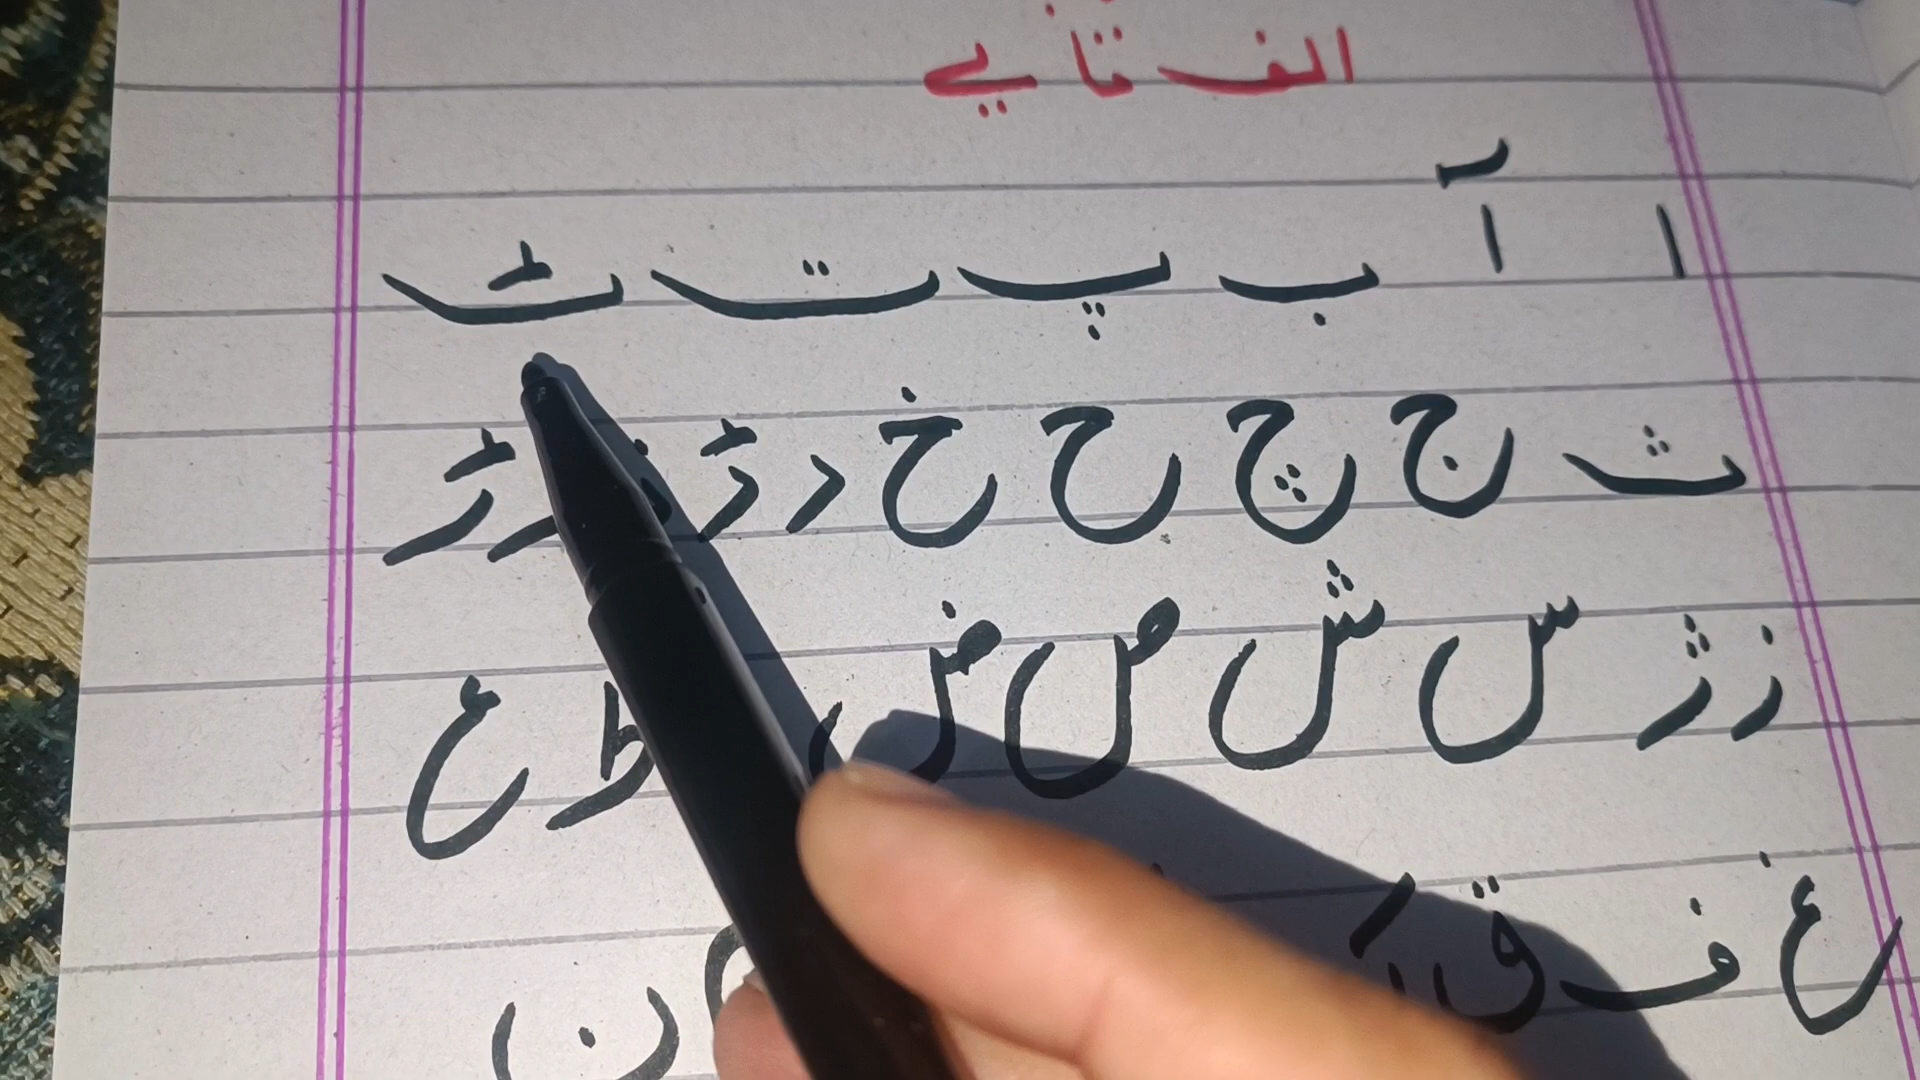 الف تا یے
ا آ ب پ ت ٹ
ث ج چ ح خ د ڑ ڑ
ز ژ س ش ص ض ط ع
غ ف ق ن